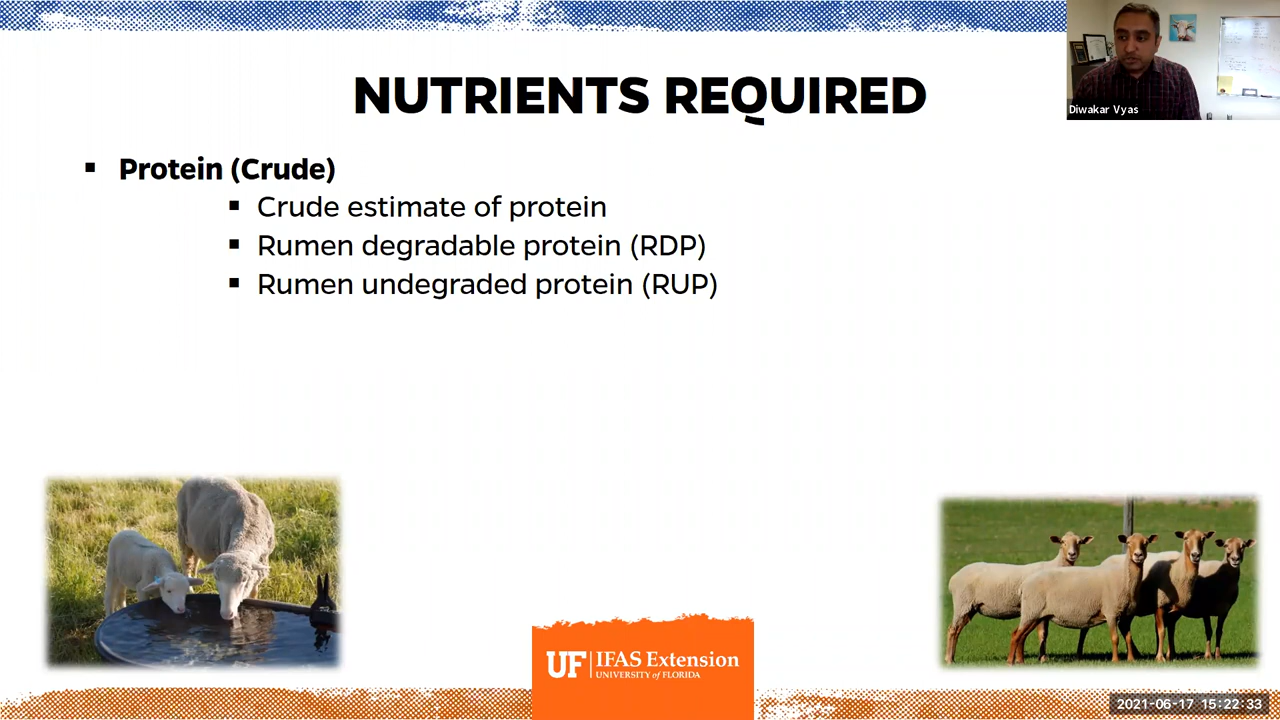 NUTRIENTS REQUIRED
Diwakar Vyas
▪ Protein (Crude)
▪ Crude estimate of protein
▪ Rumen degradable protein (RDP)
▪ Rumen undegraded protein (RUP)
UF | IFAS Extension
UNIVERSITY of FLORIDA
2021-06-17 15:22:33